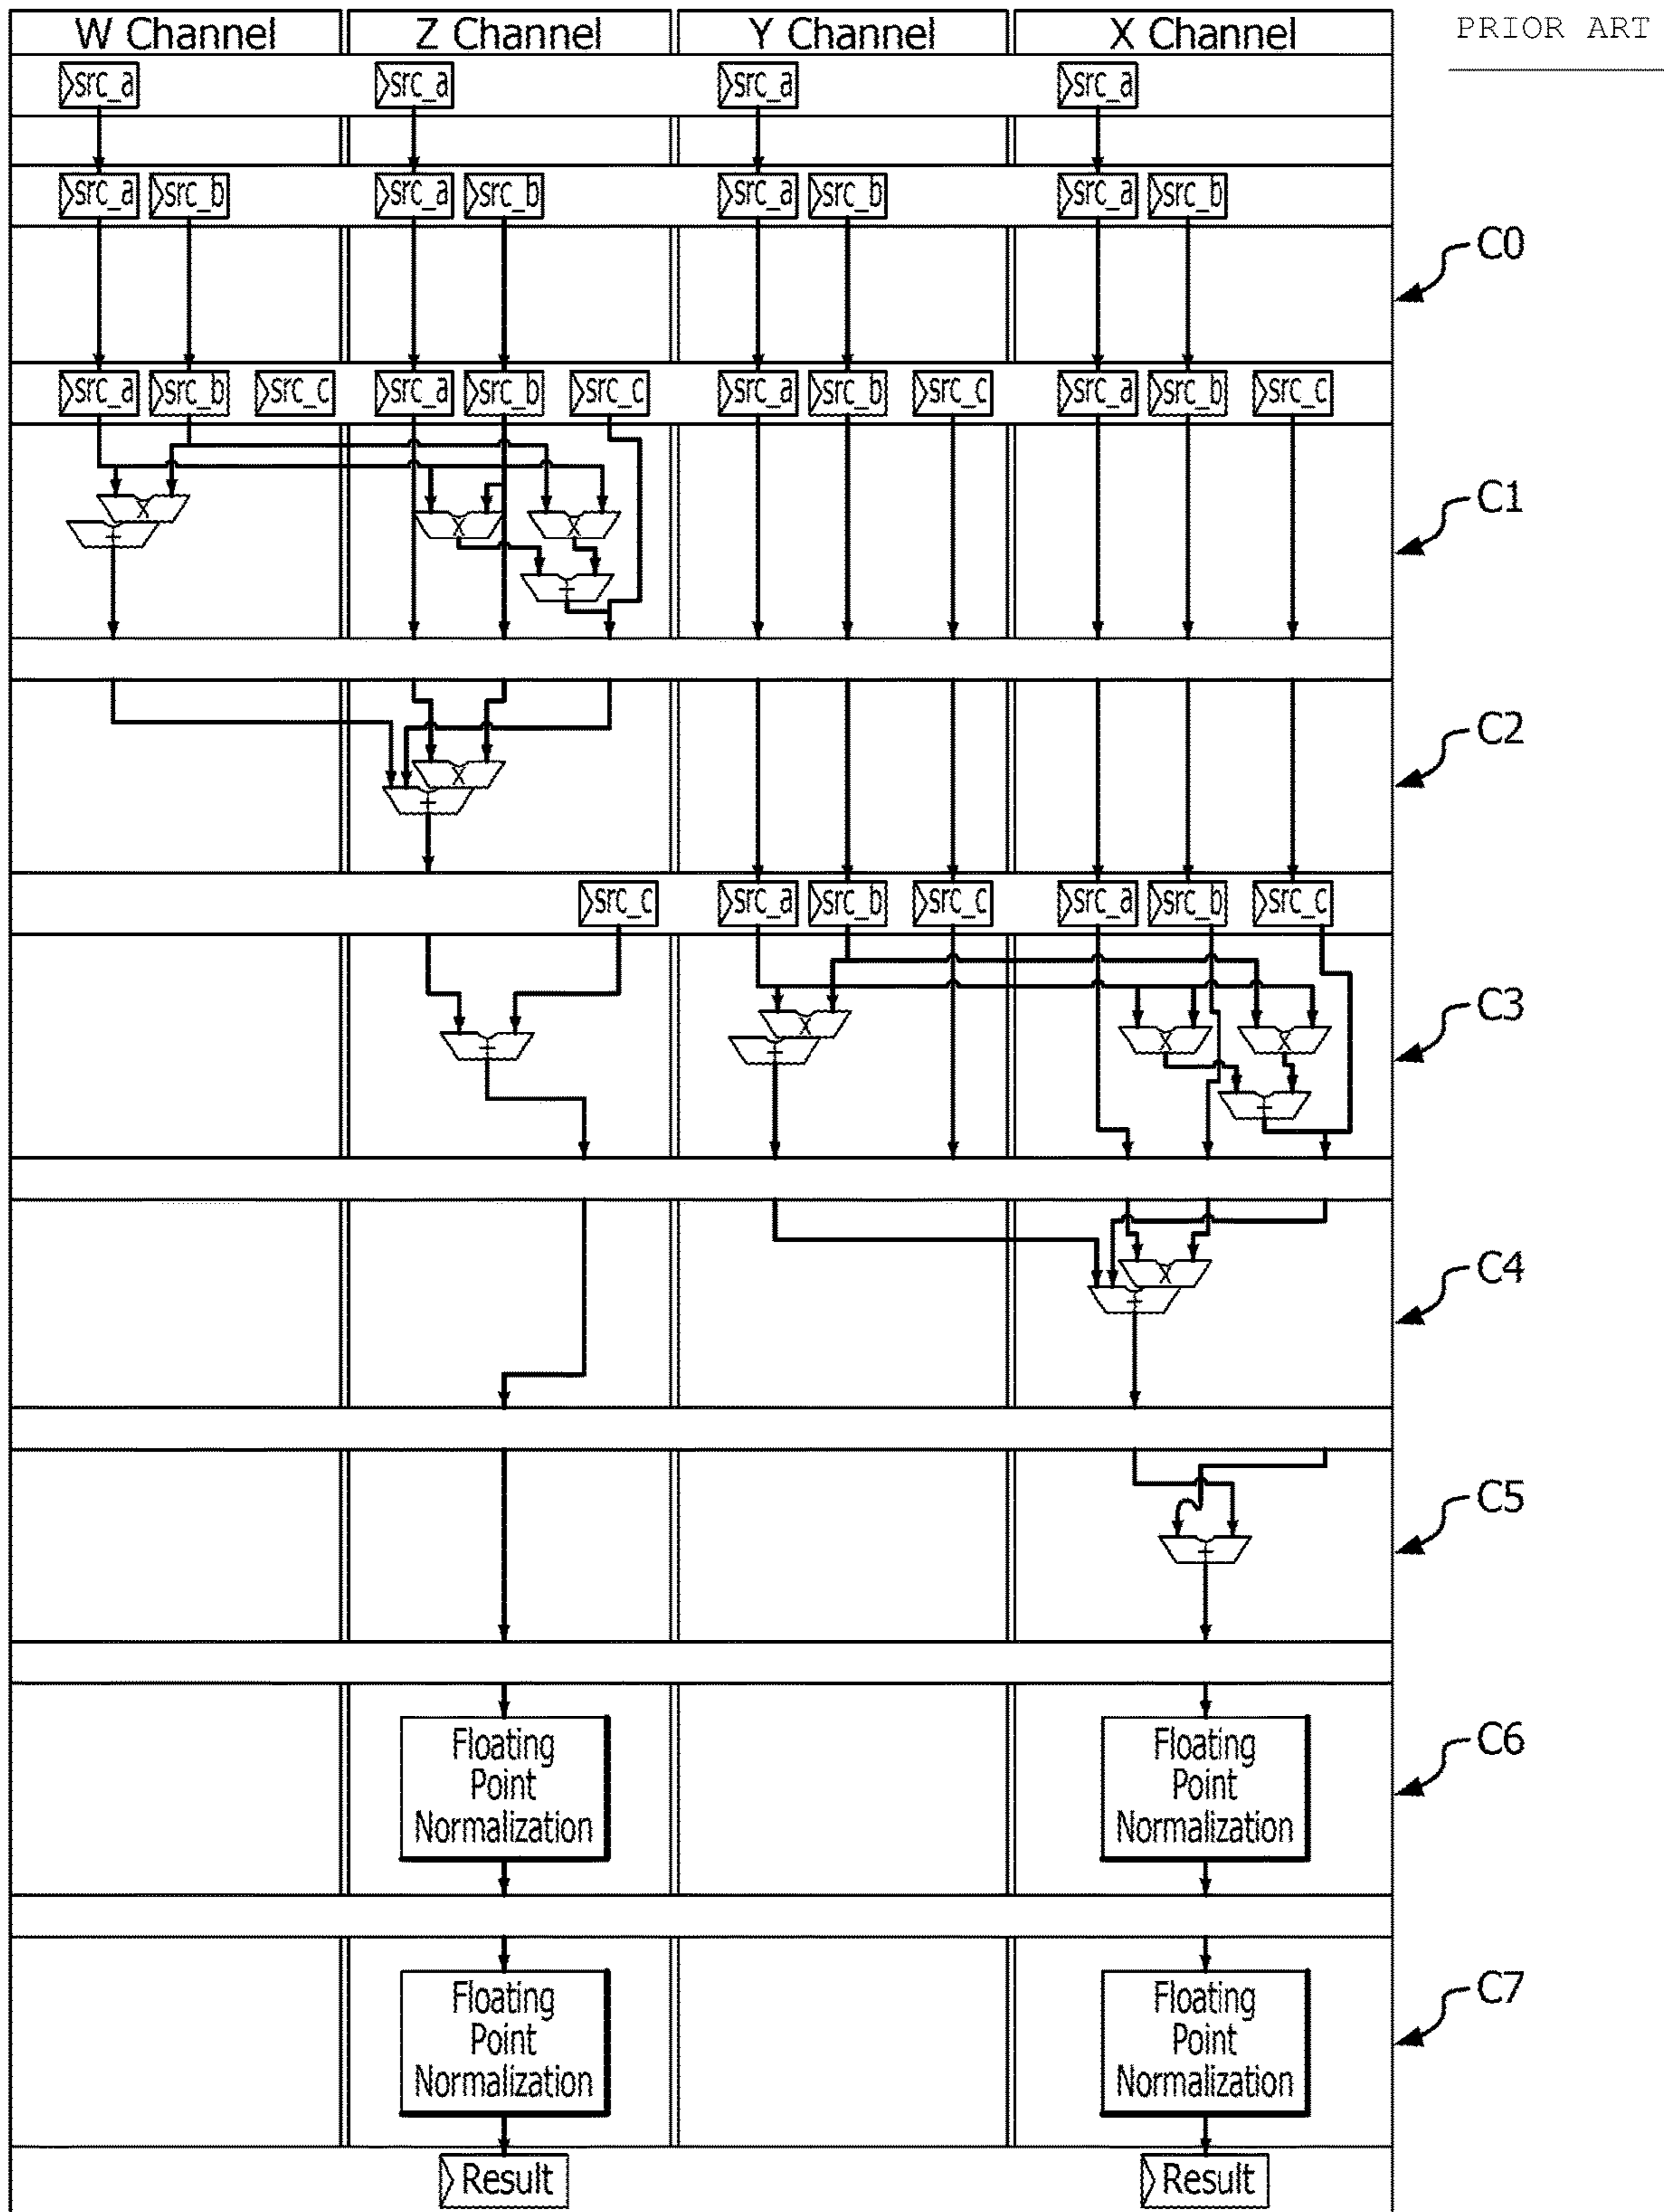 W Channel Z Channel Y Channel X Channel PRIOR ART
src_a src_a src_a src_a
src_a src_b src_a src_b src_a src_b src_a src_b
C0
src_a src_b src_c src_a src_b src_c src_a src_b src_c src_a src_b src_c
X
+
X X
+
C1
X
+
C2
src_c src_a src_b src_c src_a src_b src_c
+
X
+
X X
+
C3
X
+
C4
+
C5
Floating
Point
Normalization
Floating
Point
Normalization
C6
Floating
Point
Normalization
Floating
Point
Normalization
C7
Result Result